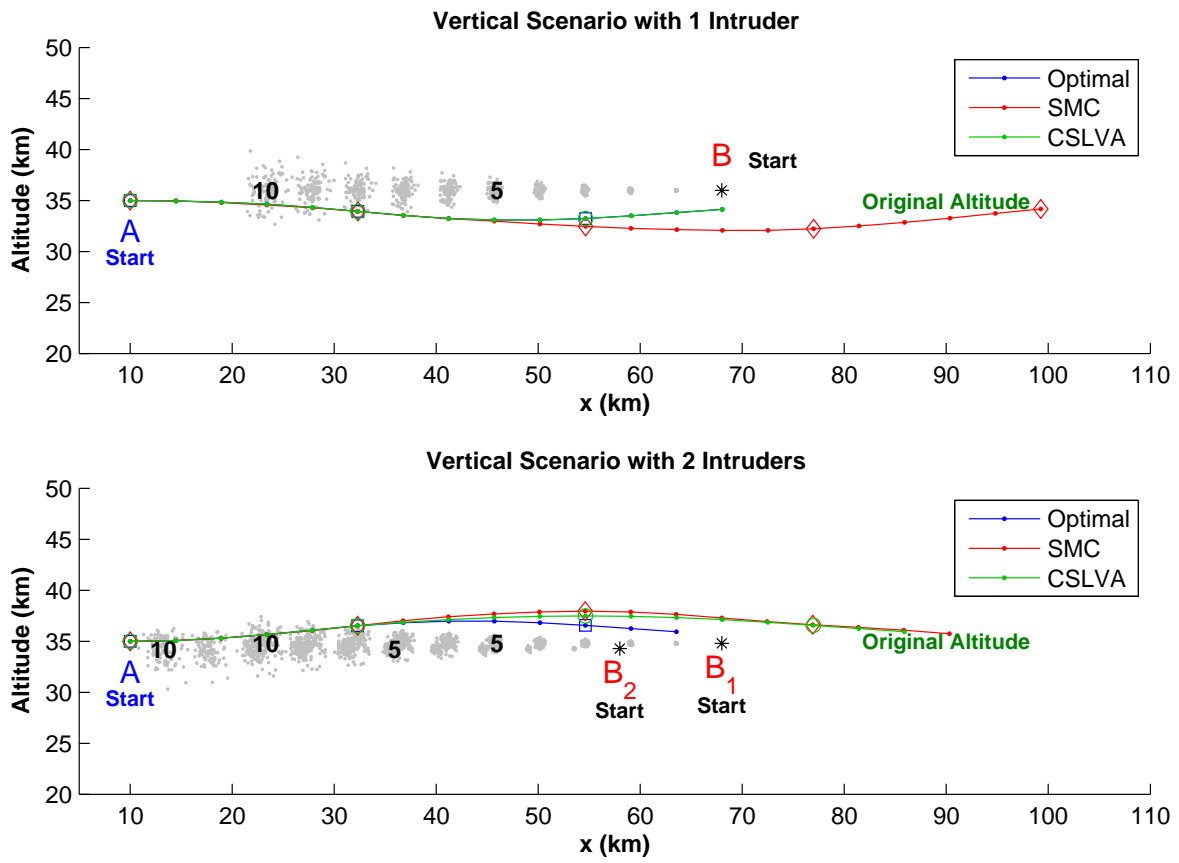 Vertical Scenario with 1 Intruder
50
45
40
35
30
25
20
Altitude (km)
10 20 30 40 50 60 70 80 90 100 110
x (km)
Optimal
SMC
CSLVA
10
5
B
Start
Original Altitude
A
Start
Vertical Scenario with 2 Intruders
50
45
40
35
30
25
20
Altitude (km)
10 20 30 40 50 60 70 80 90 100 110
x (km)
Optimal
SMC
CSLVA
10 10 5 5
Original Altitude
A
Start
B2
Start
B1
Start